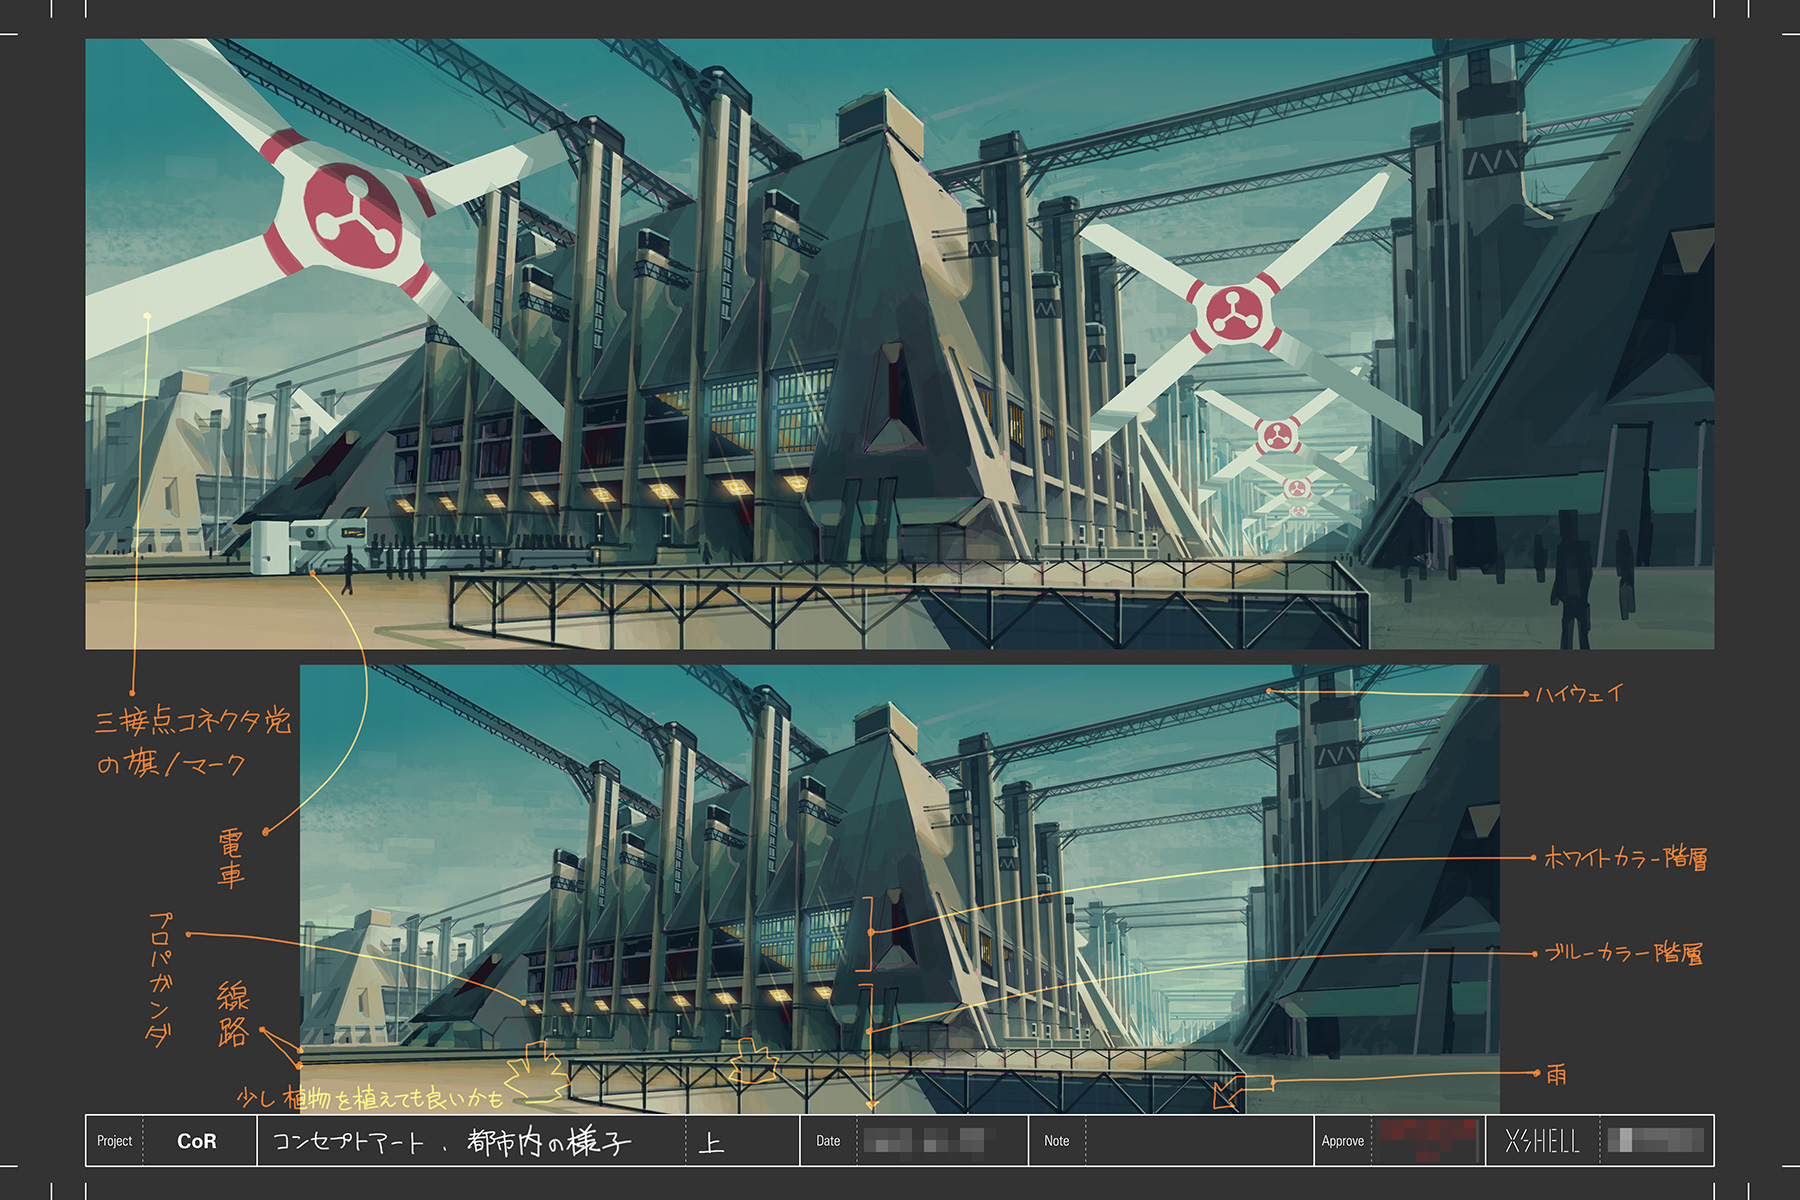 三接点コネクタ党
の旗/マーク
電車
プロパガンダ
線路
少し植物を植えても良いかも
ハイウェイ
ホワイトカラー階層
ブルーカラー階層
雨
Project CoR コンセプトアート . 都市内の様子 上 Date Note Approve XSHELL